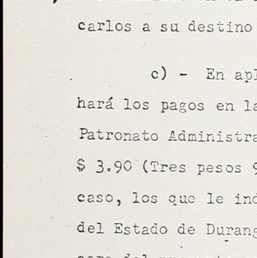 carlos a su destino
c) - En apl
hará los pagos en la
Patronato Administra
$ 3.90 (Tres pesos 9
caso, los que le ind
del Estado de Durang